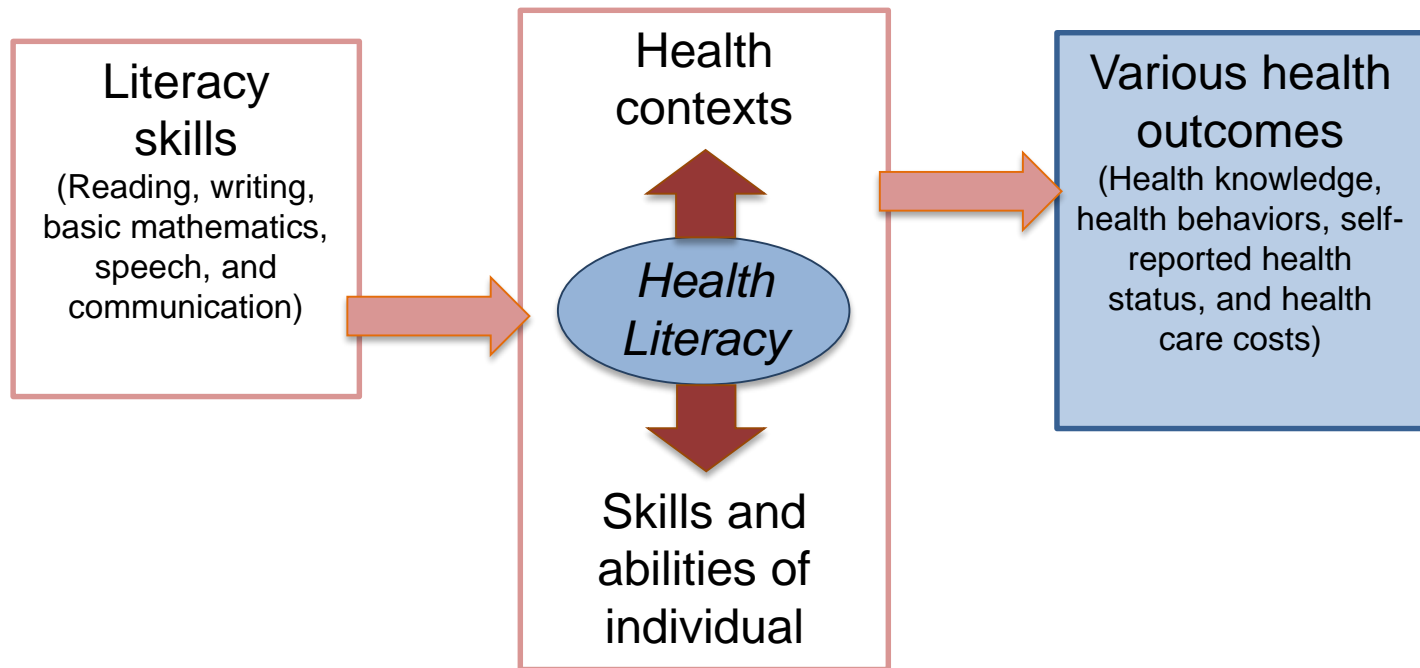 Literacy
skills
(Reading, writing,
basic mathematics,
speech, and
communication)
Health
contexts
Health
Literacy
Skills and
abilities of
individual
Various health
outcomes
(Health knowledge,
health behaviors, self-
reported health
status, and health
care costs)